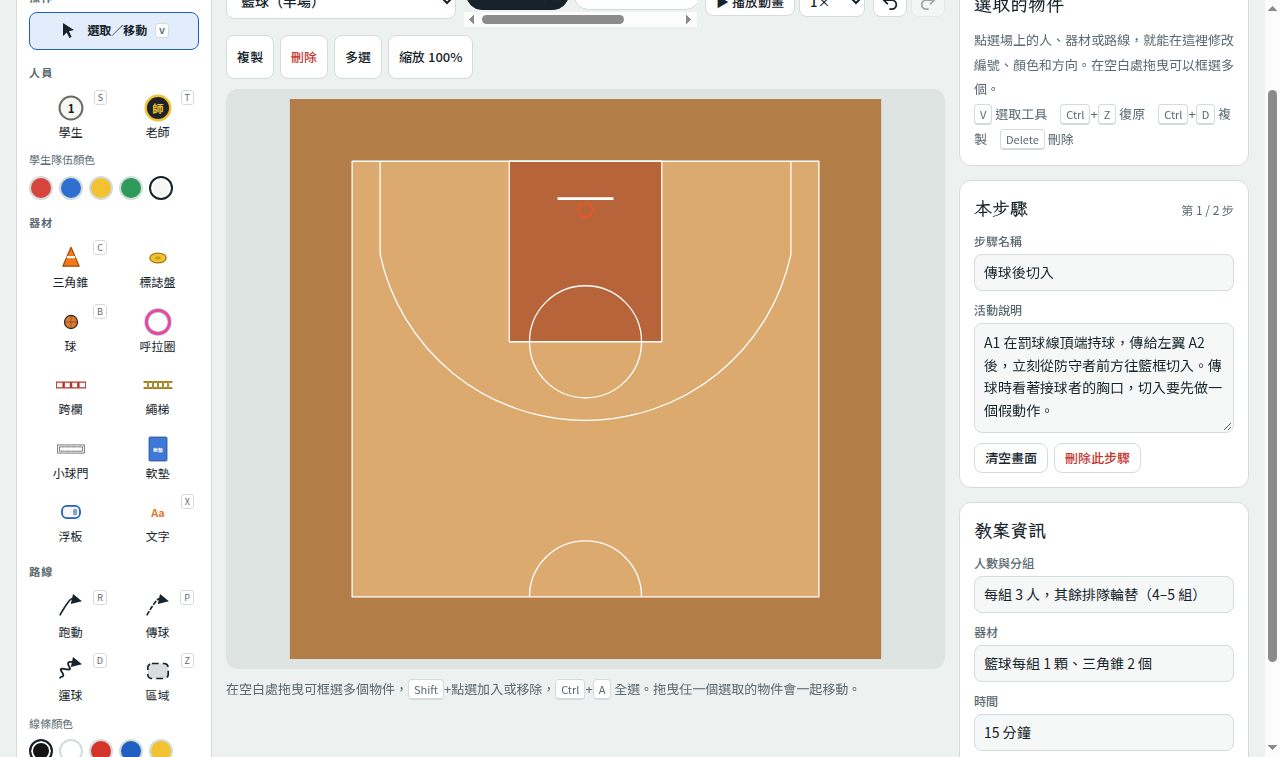 選取／移動 V
人員
1 S
師 T
學生
老師
學生隊伍顏色
器材
C
三角錐
標誌盤
B
球
呼拉圈
跨欄
繩梯
小球門
軟墊
軟墊
浮板
Aa X
文字
路線
R
跑動
P
傳球
D
運球
Z
區域
線條顏色
籃球（半場）
▶ 播放動畫
1×
複製
刪除
多選
縮放 100%
在空白處拖曳可框選多個物件，Shift+點選加入或移除，Ctrl+A 全選。拖曳任一個選取的物件會一起移動。
選取的物件
點選場上的人、器材或路線，就能在這裡修改
編號、顏色和方向。在空白處拖曳可以框選多
個。
V 選取工具 Ctrl+Z 復原 Ctrl+D 複
製 Delete 刪除
本步驟
第 1 / 2 步
步驟名稱
傳球後切入
活動說明
A1 在罰球線頂端持球，傳給左翼 A2
後，立刻從防守者前方往籃框切入。傳
球時看著接球者的胸口，切入要先做一
個假動作。
清空畫面
刪除此步驟
教案資訊
人數與分組
每組 3 人，其餘排隊輪替（4–5 組）
器材
籃球每組 1 顆、三角錐 2 個
時間
15 分鐘